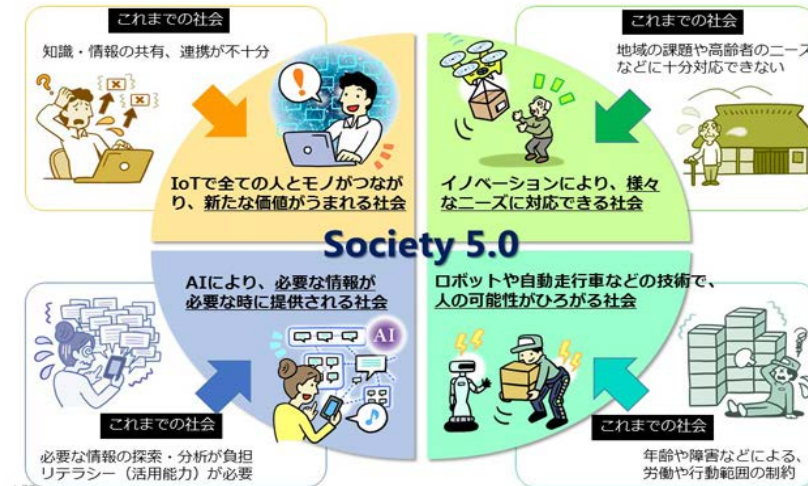 これまでの社会
知識・情報の共有、連携が不十分
IoTで全ての人とモノがつなが
り、新たな価値がうまれる社会
これまでの社会
地域の課題や高齢者のニーズ
などに十分対応できない
イノベーションにより、様々
なニーズに対応できる社会
Society 5.0
AIにより、必要な情報が
必要な時に提供される社会
AI
これまでの社会
必要な情報の探索・分析が負担
リテラシー（活用能力）が必要
ロボットや自動走行車などの技術で、
人の可能性がひろがる社会
これまでの社会
年齢や障害などによる、
労働や行動範囲の制約